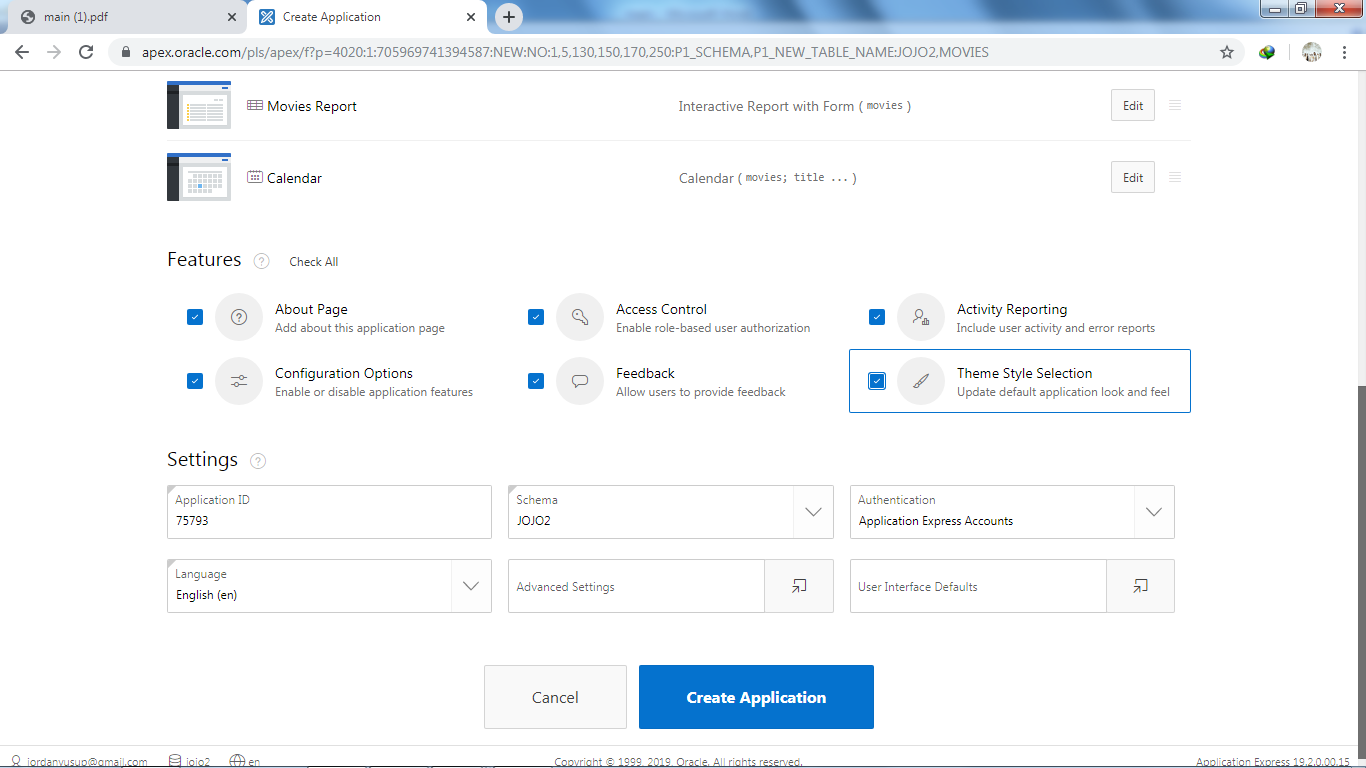 main (1).pdf
Create Application
apex.oracle.com/pls/apex/f?p=4020:1:705969741394587:NEW:NO:1,5,130,150,170,250:P1_SCHEMA,P1_NEW_TABLE_NAME:JOJO2,MOVIES
Movies Report Interactive Report with Form ( movies ) Edit
Calendar Calendar ( movies; title ... ) Edit
Features ? Check All
About Page
Add about this application page
Access Control
Enable role-based user authorization
Activity Reporting
Include user activity and error reports
Configuration Options
Enable or disable application features
Feedback
Allow users to provide feedback
Theme Style Selection
Update default application look and feel
Settings ?
Application ID
75793
Schema
JOJO2
Authentication
Application Express Accounts
Language
English (en)
Advanced Settings
User Interface Defaults
Cancel
Create Application
jordanyusup@gmail.com jojo2 en Copyright © 1999, 2019, Oracle. All rights reserved. Application Express 19.2.0.00.15